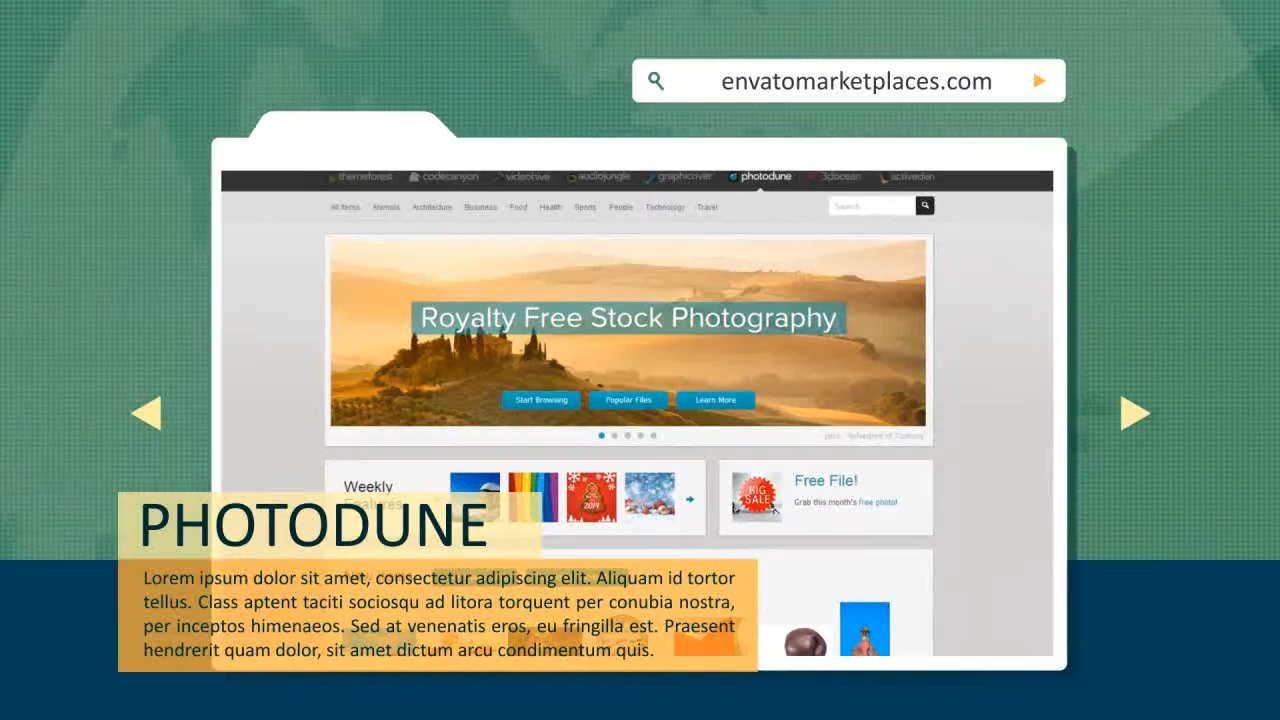 envatomarketplaces.com
themeforest codecanyon videohive audiojungle graphicriver photodune 3docean activeden
All Items Animals Architecture Business Food Health Sports People Technology Travel
Search...
Royalty Free Stock Photography
Start Browsing Popular Files Learn More
Weekly
Features
BIG
SALE
2014
Free File!
Grab this month's free photo!
PHOTODUNE
Lorem ipsum dolor sit amet, consectetur adipiscing elit. Aliquam id tortor
tellus. Class aptent taciti sociosqu ad litora torquent per conubia nostra,
per inceptos himenaeos. Sed at venenatis eros, eu fringilla est. Praesent
hendrerit quam dolor, sit amet dictum arcu condimentum quis.